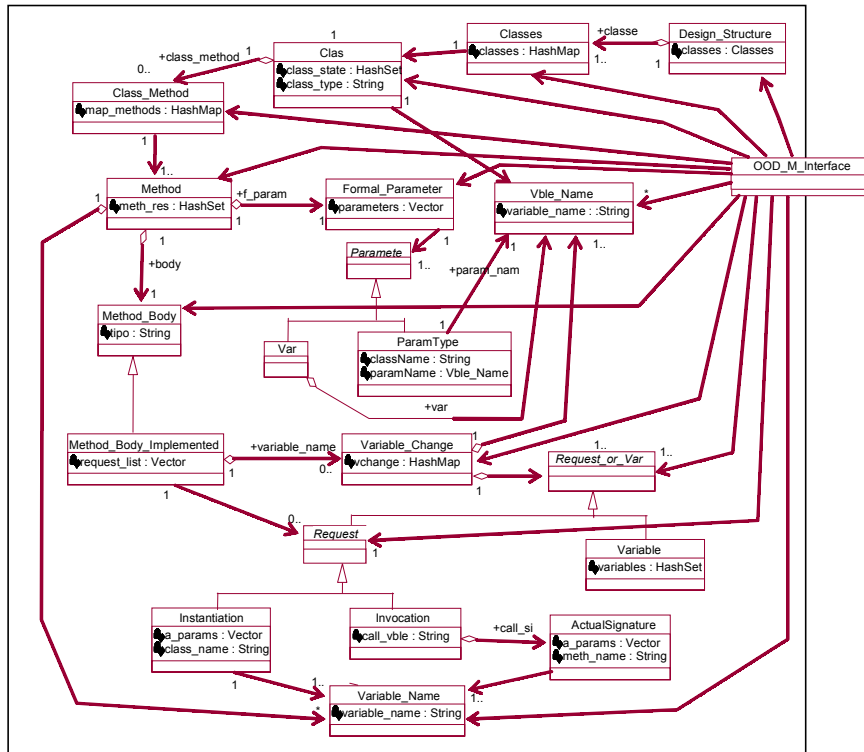 Classes
classes : HashMap
+classe
1..
1
Design_Structure
classes : Classes
1
Clas
class_state : HashSet
class_type : String
1
1
+class_method
1
0..
Class_Method
map_methods : HashMap
1
1..
OOD_M_Interface
Method
meth_res : HashSet
1
1
1
+f_param
1
Formal_Parameter
parameters : Vector
1
1..
Vble_Name
variable_name : :String
*
1
1..
Paramete
+param_nam
+body
1
Method_Body
tipo : String
Var
ParamType
className : String
paramName : Vble_Name
1
+var
Method_Body_Implemented
request_list : Vector
1
1
+variable_name
0..
Variable_Change
vchange : HashMap
1
1
1..
Request_or_Var
1..
0..
Request
1
Variable
variables : HashSet
Instantiation
a_params : Vector
class_name : String
1
Invocation
call_vble : String
+call_si
ActualSignature
a_params : Vector
meth_name : String
1..
1..
*
Variable_Name
variable_name : String